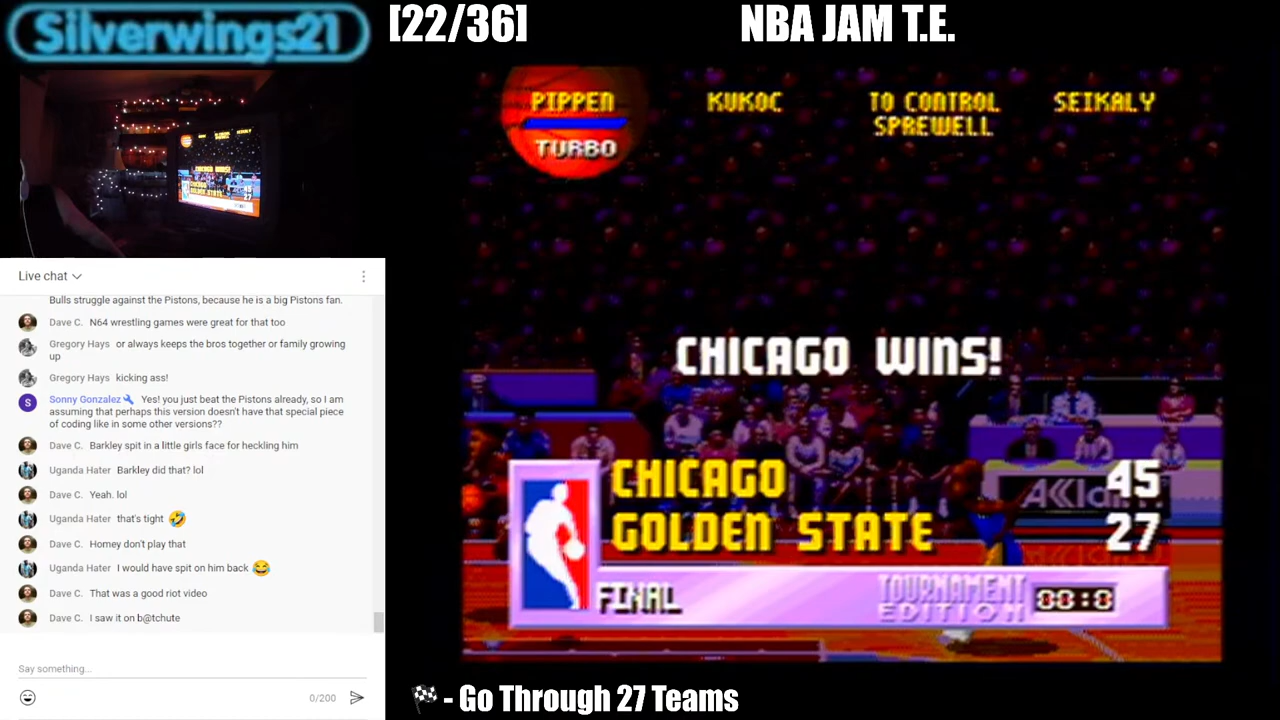 Silverwings21
[22/36]
NBA JAM T.E.
PIPPEN
TURBO
KUKOC
TO CONTROL
SPREWELL
SEIKALY
CHICAGO WINS!
CHICAGO 45
GOLDEN STATE 27
FINAL
TOURNAMENT
EDITION
00:0
Live chat
Bulls struggle against the Pistons, because he is a big Pistons fan.
Dave C. N64 wrestling games were great for that too
Gregory Hays or always keeps the bros together or family growing
up
Gregory Hays kicking ass!
S
Sonny Gonzalez Yes! you just beat the Pistons already, so I am
assuming that perhaps this version doesn't have that special piece
of coding like in some other versions??
Dave C. Barkley spit in a little girls face for heckling him
Uganda Hater Barkley did that? lol
Dave C. Yeah. lol
Uganda Hater that's tight 🤣
Dave C. Homey don't play that
Uganda Hater I would have spit on him back 😂
Dave C. That was a good riot video
Dave C. I saw it on b@tchute
Say something...
0/200
🏁 - Go Through 27 Teams